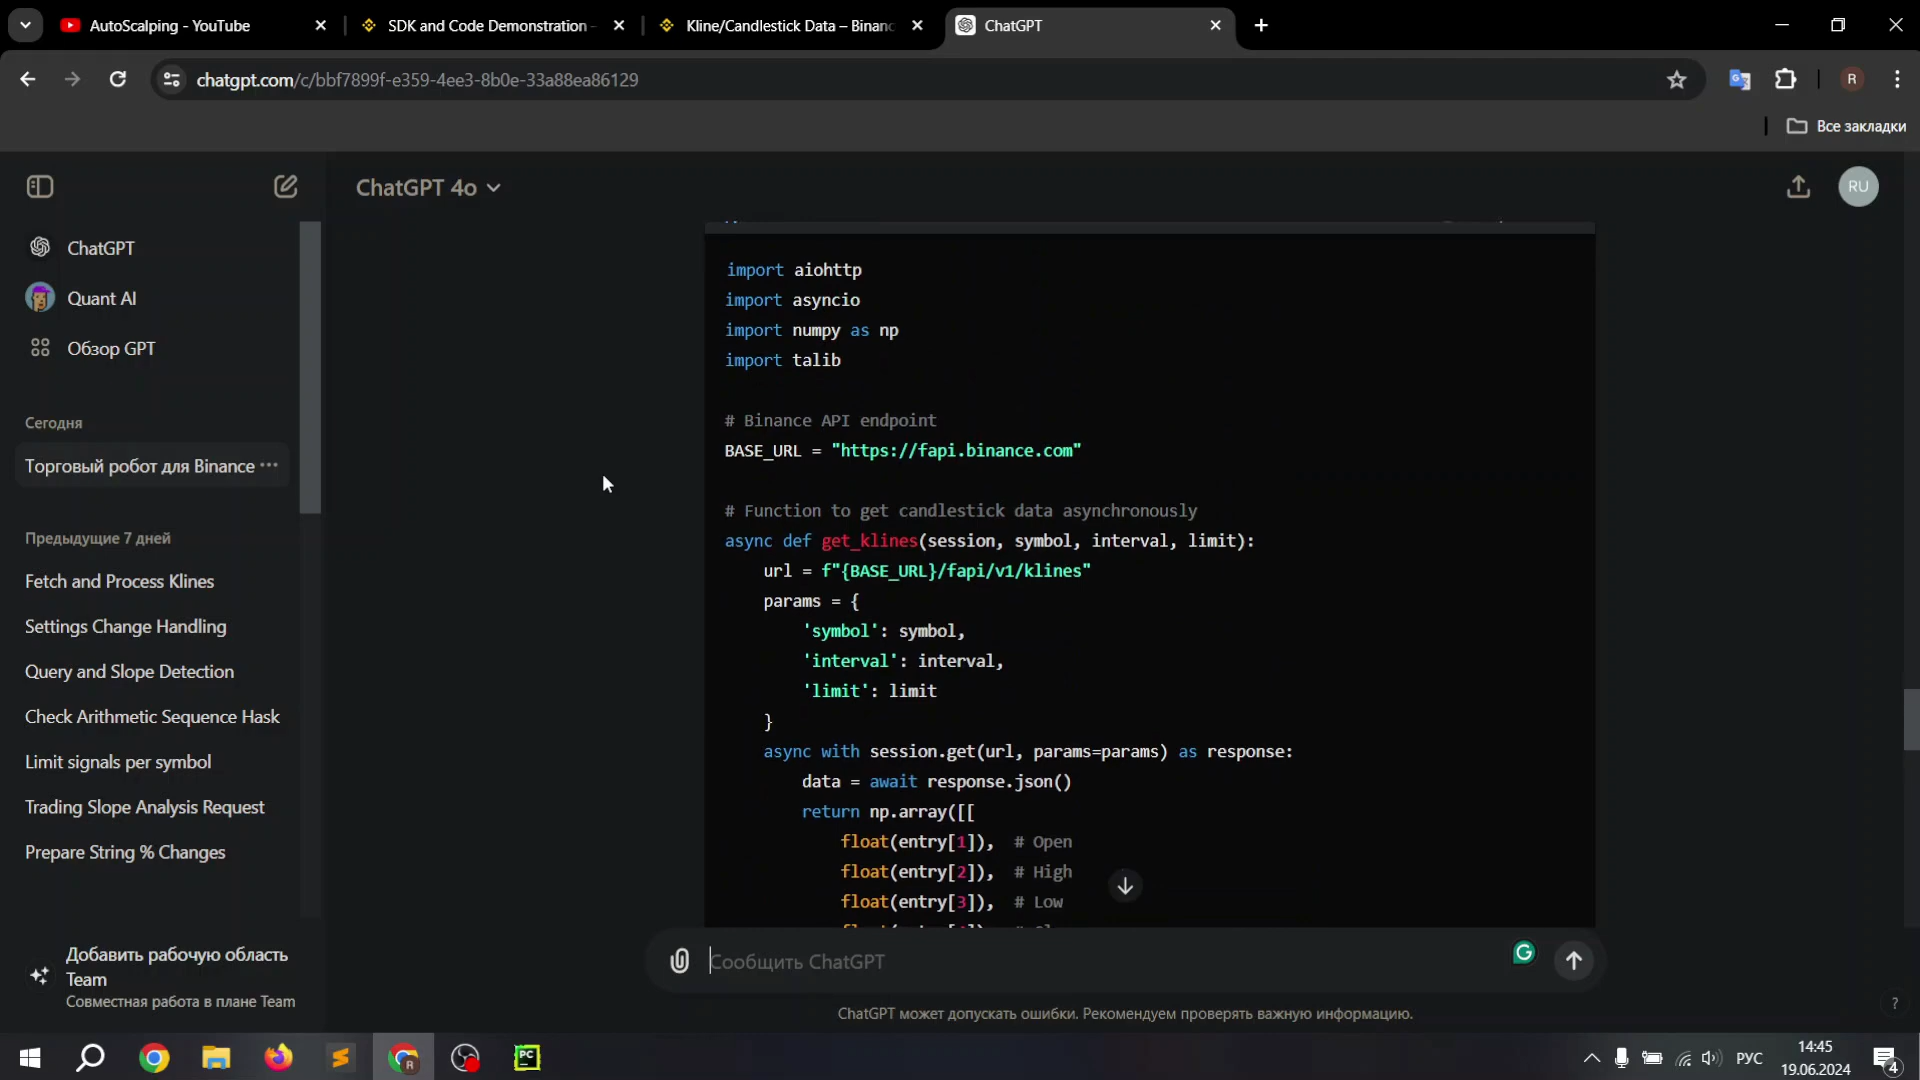 AutoScalping - YouTube
SDK and Code Demonstration -
Kline/Candlestick Data – Binanc
ChatGPT
chatgpt.com/c/bbf7899f-e359-4ee3-8b0e-33a88ea86129
R
Все закладки
ChatGPT 4o
RU
ChatGPT
Quant AI
Обзор GPT
Сегодня
Торговый робот для Binance
Предыдущие 7 дней
Fetch and Process Klines
Settings Change Handling
Query and Slope Detection
Check Arithmetic Sequence Hask
Limit signals per symbol
Trading Slope Analysis Request
Prepare String % Changes
Добавить рабочую область
Team
Совместная работа в плане Team
import aiohttp
import asyncio
import numpy as np
import talib
# Binance API endpoint
BASE_URL = "https://fapi.binance.com"
# Function to get candlestick data asynchronously
async def get_klines(session, symbol, interval, limit):
    url = f"{BASE_URL}/fapi/v1/klines"
    params = {
        'symbol': symbol,
        'interval': interval,
        'limit': limit
    }
    async with session.get(url, params=params) as response:
        data = await response.json()
        return np.array([[
            float(entry[1]),  # Open
            float(entry[2]),  # High
            float(entry[3]),  # Low
Сообщить ChatGPT
ChatGPT может допускать ошибки. Рекомендуем проверять важную информацию.
?
PC
R
РУС
14:45
19.06.2024
4